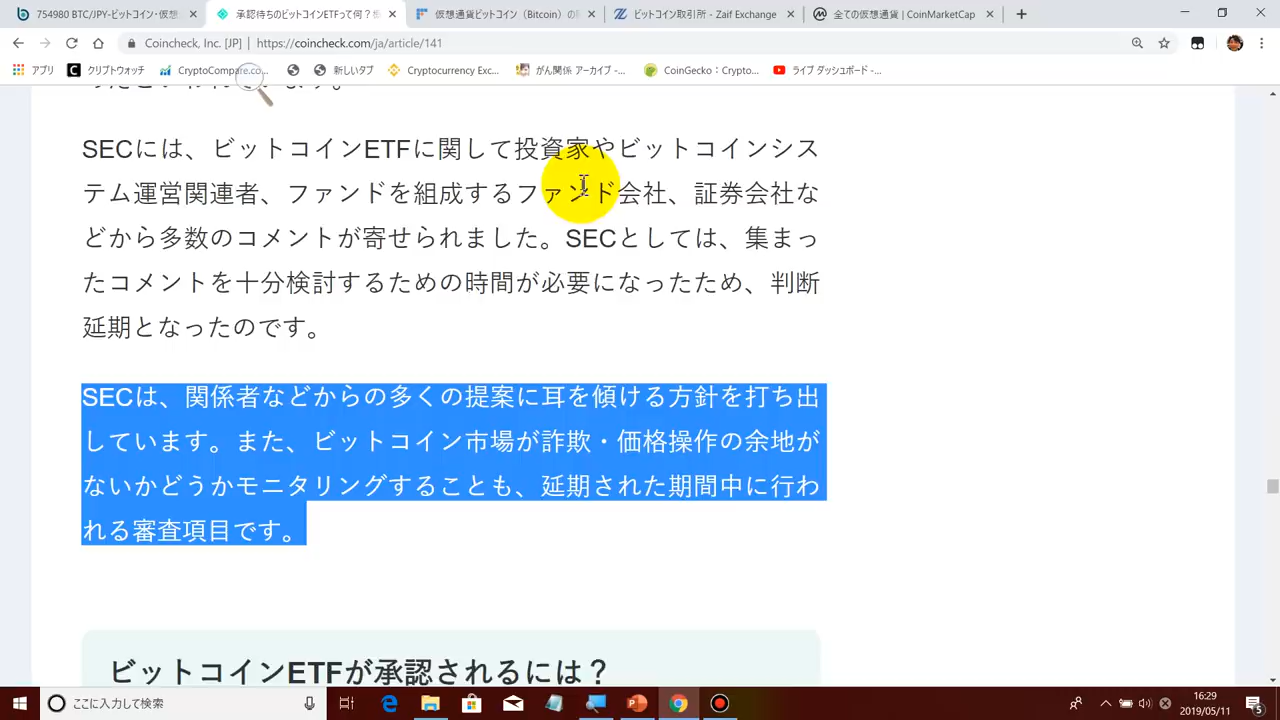 754980 BTC/JPY-ビットコイン・仮想
承認待ちのビットコインETFって何？
仮想通貨ビットコイン（Bitcoin）の
ビットコイン取引所 - Zaif Exchange
全ての仮想通貨 | CoinMarketCap
Coincheck, Inc. [JP] | https://coincheck.com/ja/article/141
アプリ
クリプトウォッチ
CryptoCompare.co...
新しいタブ
Cryptocurrency Exc...
がん関係 アーカイブ -...
CoinGecko：Crypto...
ライブ ダッシュボード -...
SECには、ビットコインETFに関して投資家やビットコインシス
テム運営関連者、ファンドを組成するファンド会社、証券会社な
どから多数のコメントが寄せられました。SECとしては、集まっ
たコメントを十分検討するための時間が必要になったため、判断
延期となったのです。
SECは、関係者などからの多くの提案に耳を傾ける方針を打ち出
しています。また、ビットコイン市場が詐欺・価格操作の余地が
ないかどうかモニタリングすることも、延期された期間中に行わ
れる審査項目です。
ビットコインETFが承認されるには？
ここに入力して検索
16:29
2019/05/11
5